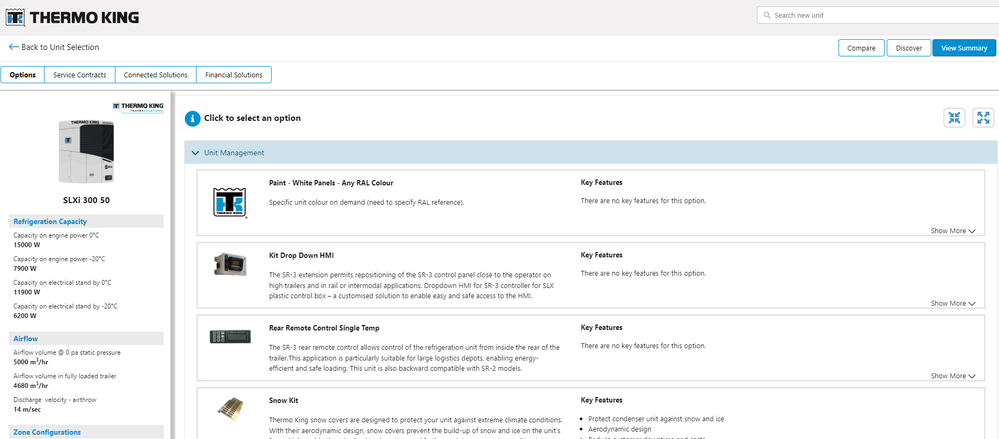 THERMO KING
Search new unit
Back to Unit Selection
Compare
Discover
View Summary
Options
Service Contracts
Connected Solutions
Financial Solutions
THERMO KING
PHARMASOLUTIONS
THERMO KING
SLXi 300 50
Refrigeration Capacity
Capacity on engine power 0°C
15000 W
Capacity on engine power -20°C
7900 W
Capacity on electrical stand by 0°C
11900 W
Capacity on electrical stand by -20°C
6200 W
Airflow
Airflow volume @ 0 pa static pressure
5000 m³/hr
Airflow volume in fully loaded trailer
4680 m³/hr
Discharge velocity - airthrow
14 m/sec
Zone Configurations
Click to select an option
Unit Management
THERMO KING
Paint - White Panels - Any RAL Colour
Specific unit colour on demand (need to specify RAL reference).
Key Features
There are no key features for this option.
Show More
Kit Drop Down HMI
The SR-3 extension permits repositioning of the SR-3 control panel close to the operator on
high trailers and in rail or intermodal applications. Dropdown HMI for SR-3 controller for SLX
plastic control box – a customised solution to enable easy and safe access to the HMI.
Key Features
There are no key features for this option.
Show More
Rear Remote Control Single Temp
The SR-3 rear remote control allows control of the refrigeration unit from inside the rear of the
trailer.This application is particularly suitable for large logistics depots, enabling energy-
efficient and safe loading. This unit is also backward compatible with SR-2 models.
Key Features
There are no key features for this option.
Show More
Snow Kit
Thermo King snow covers are designed to protect your unit against extreme climate conditions.
With their aerodynamic design, snow covers prevent the build-up of snow and ice on the unit's
Key Features
Protect condenser unit against snow and ice
Aerodynamic design